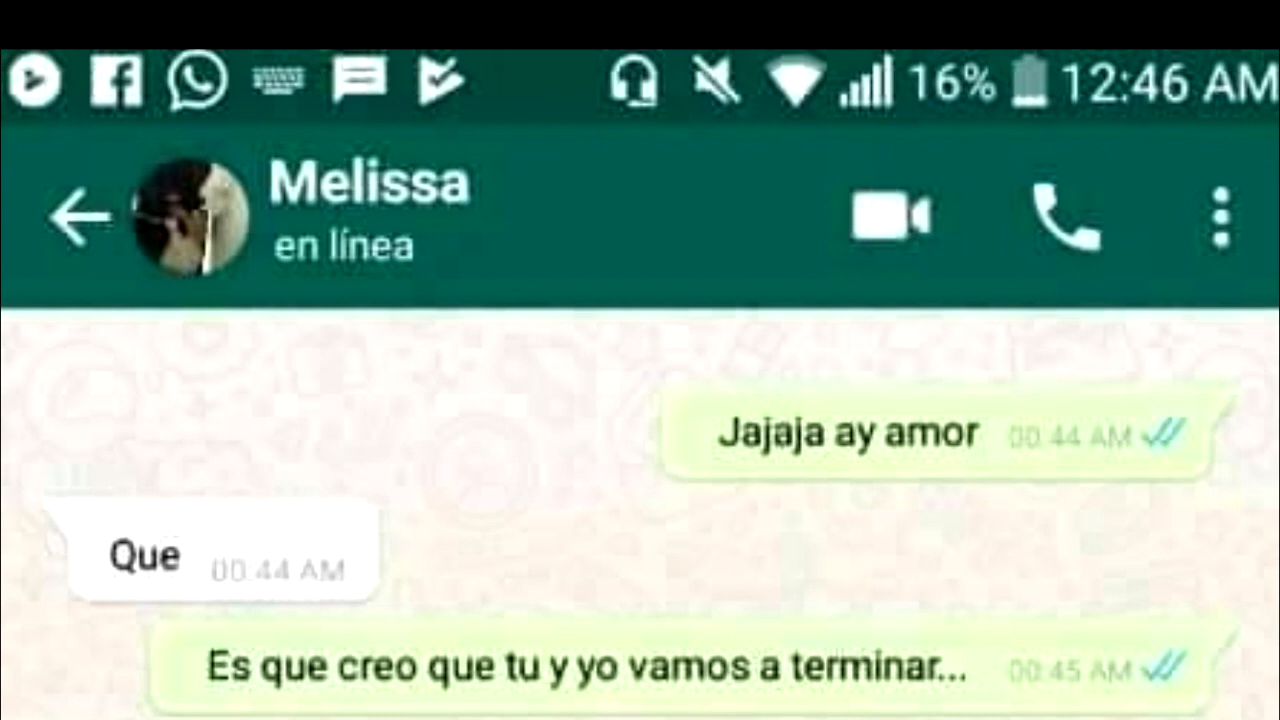 16% 12:46 AM
Melissa
en línea
Jajaja ay amor 00:44 AM
Que 00:44 AM
Es que creo que tu y yo vamos a terminar... 00:45 AM